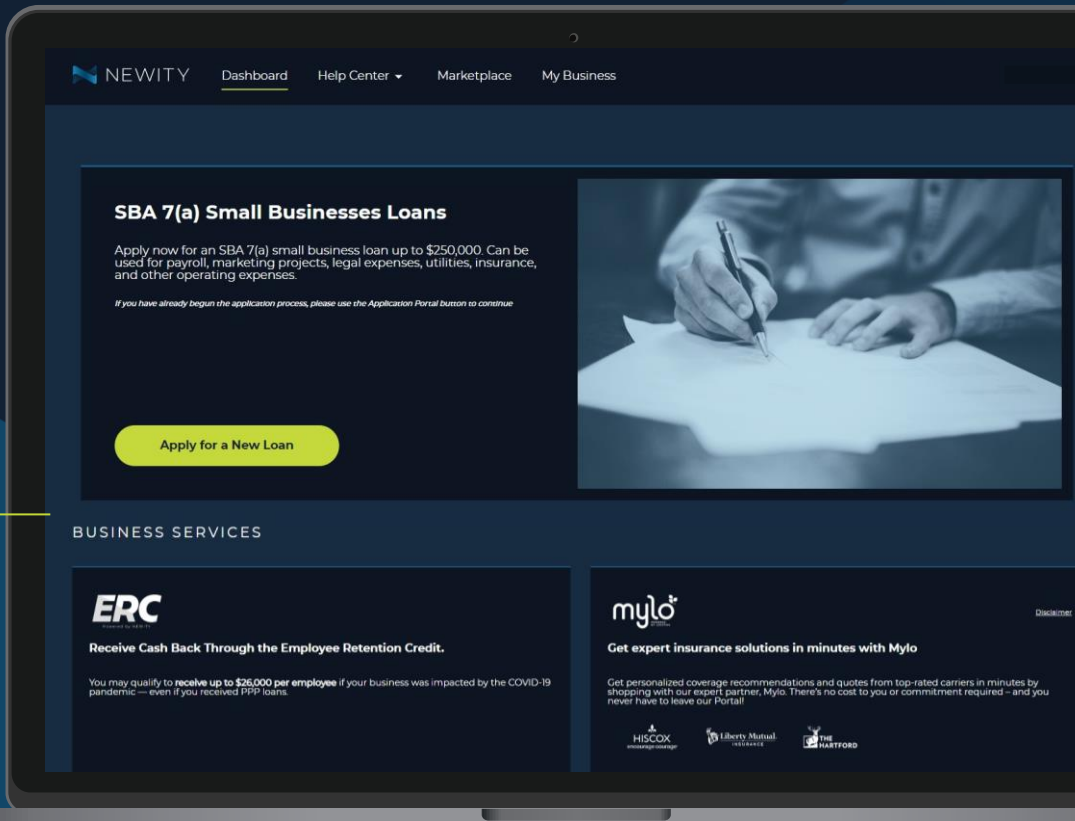 NEWITY
Dashboard
Help Center
Marketplace
My Business
SBA 7(a) Small Businesses Loans
Apply now for an SBA 7(a) small business loan up to $250,000. Can be
used for payroll, marketing projects, legal expenses, utilities, insurance,
and other operating expenses.
If you have already begun the application process, please use the Application Portal button to continue
Apply for a New Loan
BUSINESS SERVICES
ERC
Powered by NEWITY
Receive Cash Back Through the Employee Retention Credit.
You may qualify to receive up to $26,000 per employee if your business was impacted by the COVID-19
pandemic — even if you received PPP loans.
mylo
Disclaimer
Get expert insurance solutions in minutes with Mylo
Get personalized coverage recommendations and quotes from top-rated carriers in minutes by
shopping with our expert partner, Mylo. There's no cost to you or commitment required – and you
never have to leave our Portal!
HISCOX
encourage courage
Liberty Mutual.
INSURANCE
THE
HARTFORD